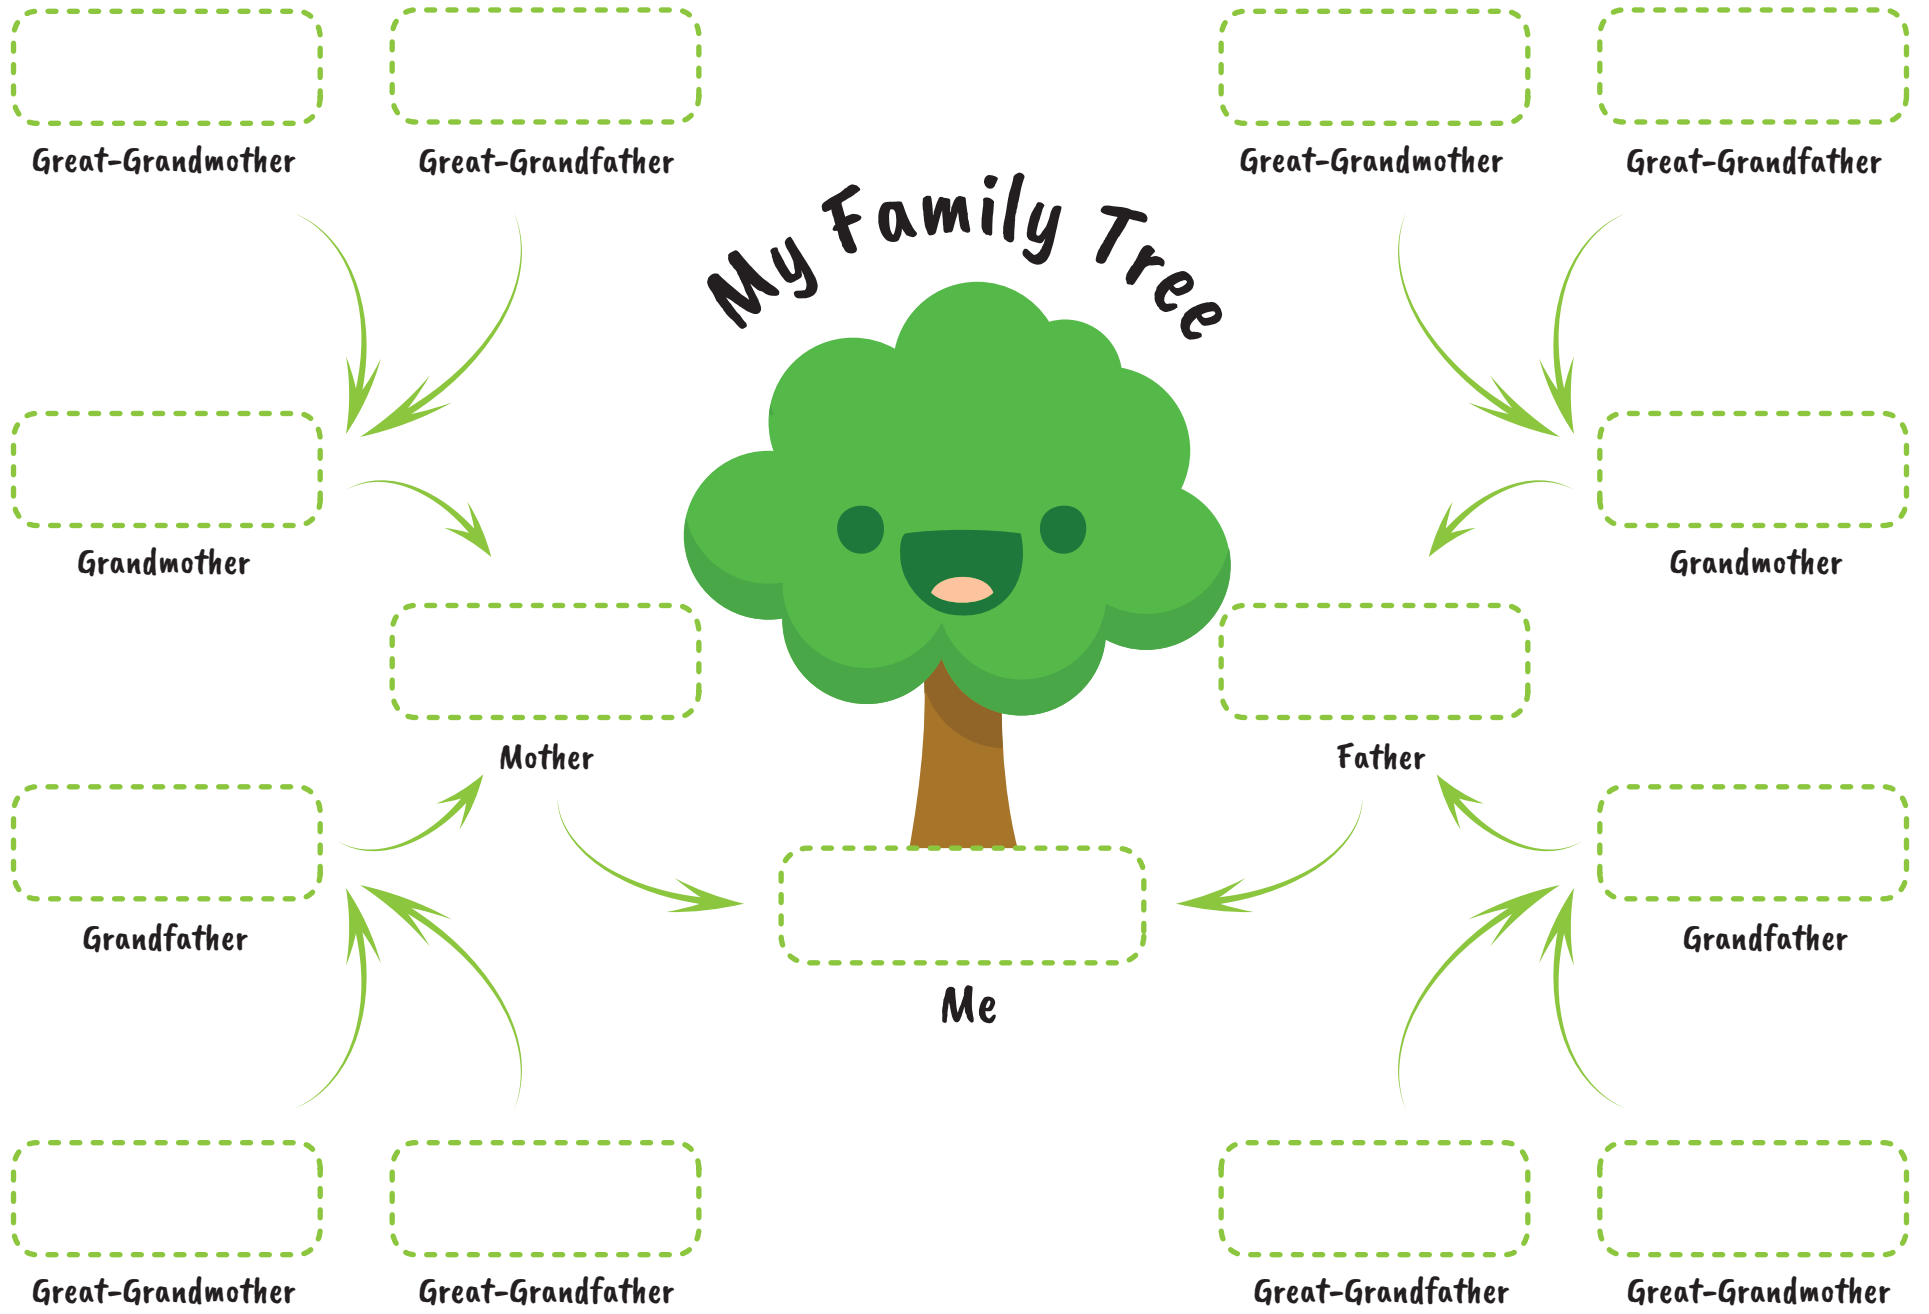 Great-Grandmother
Great-Grandfather
Great-Grandmother
Great-Grandfather
My Family Tree
Grandmother
Grandmother
Mother
Father
Grandfather
Grandfather
Me
Great-Grandmother
Great-Grandfather
Great-Grandfather
Great-Grandmother